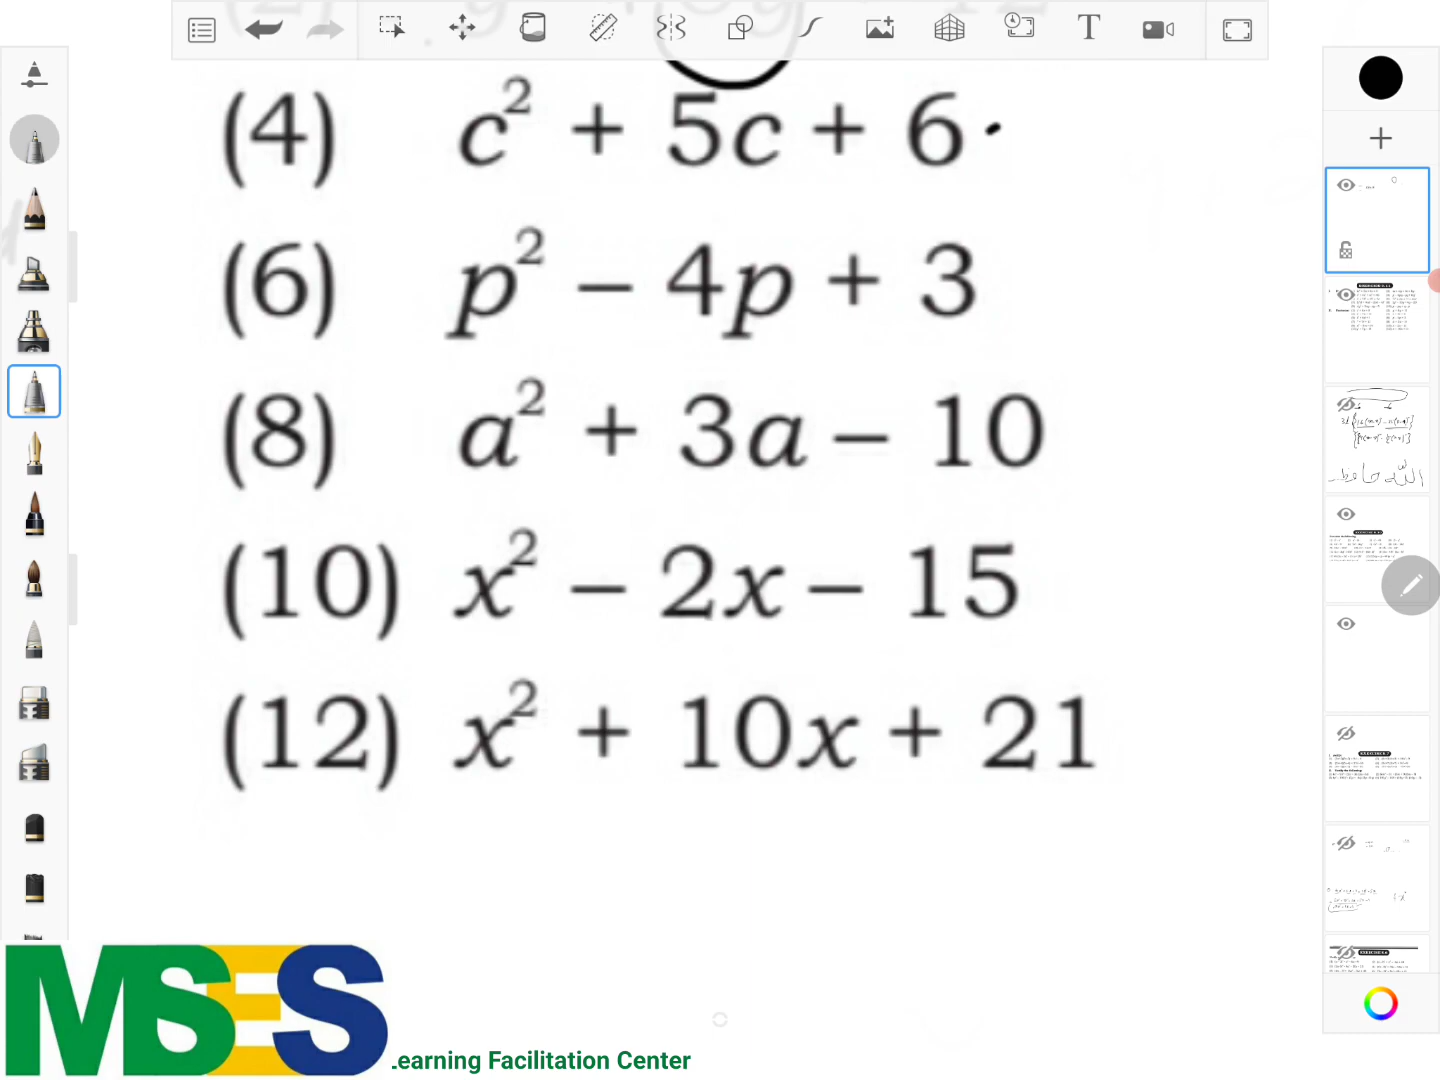 (4) c² + 5c + 6
(6) p² − 4p + 3
(8) a² + 3a − 10
(10) x² − 2x − 15
(12) x² + 10x + 21
MSES
Learning Facilitation Center